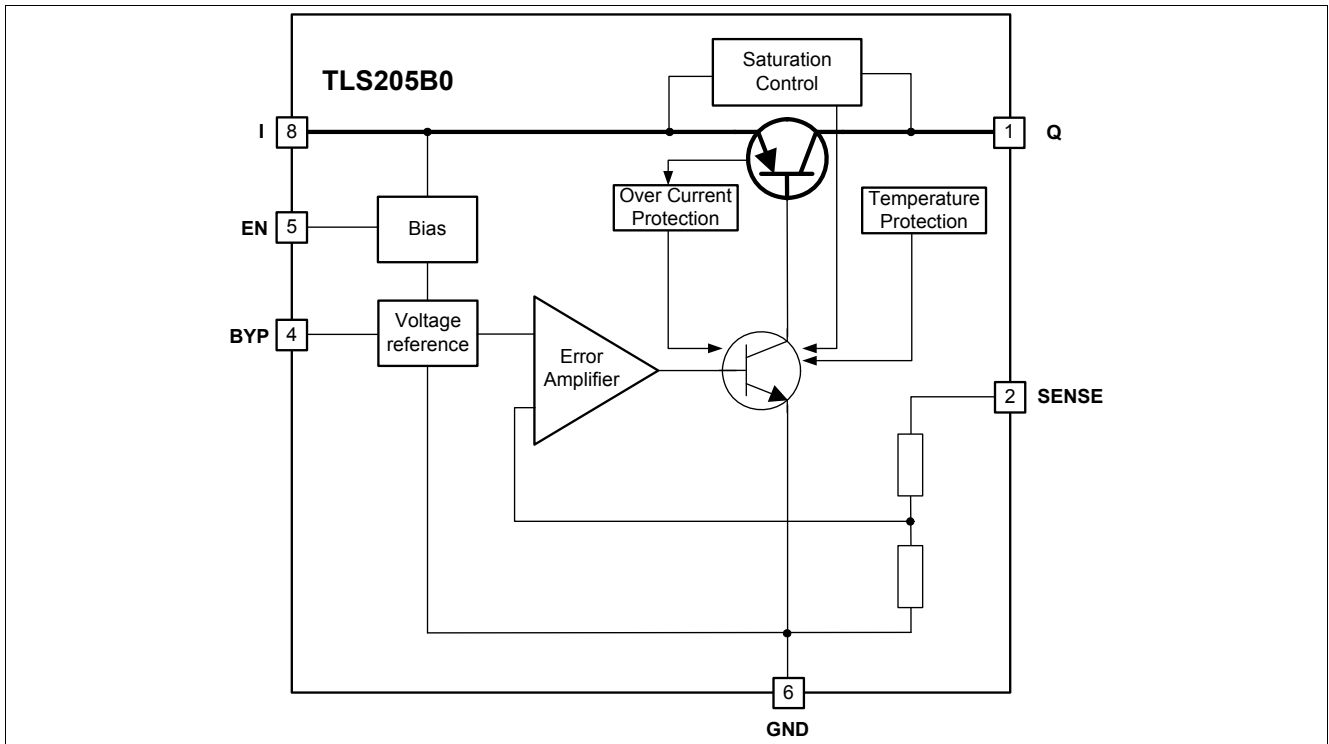 TLS205B0
Saturation
Control
I
8
1
Q
Over Current
Protection
Temperature
Protection
EN
5
Bias
BYP
4
Voltage
reference
Error
Amplifier
2
SENSE
6
GND